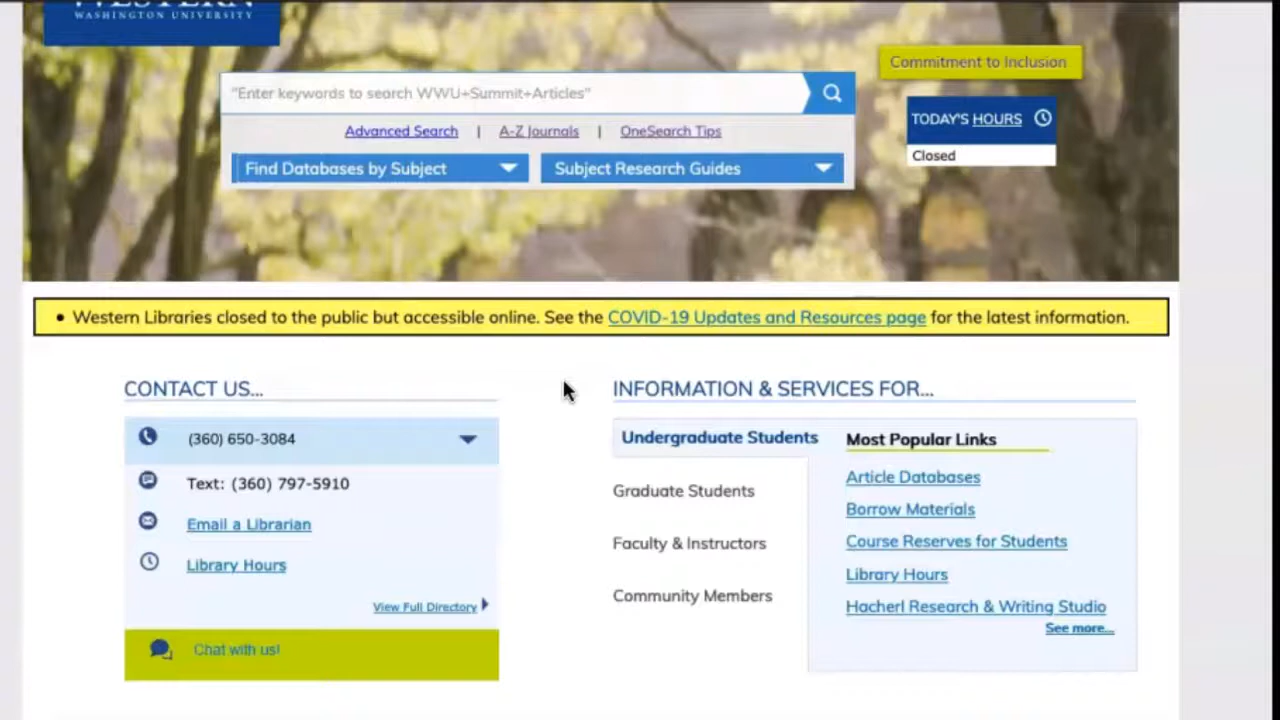 WESTERN
WASHINGTON UNIVERSITY
Commitment to Inclusion
"Enter keywords to search WWU+Summit+Articles"
TODAY'S HOURS
Advanced Search | A-Z Journals | OneSearch Tips
Closed
Find Databases by Subject
Subject Research Guides
• Western Libraries closed to the public but accessible online. See the COVID-19 Updates and Resources page for the latest information.
CONTACT US...
(360) 650-3084
Text: (360) 797-5910
Email a Librarian
Library Hours
View Full Directory
Chat with us!
INFORMATION & SERVICES FOR...
Undergraduate Students
Graduate Students
Faculty & Instructors
Community Members
Most Popular Links
Article Databases
Borrow Materials
Course Reserves for Students
Library Hours
Hacherl Research & Writing Studio
See more...